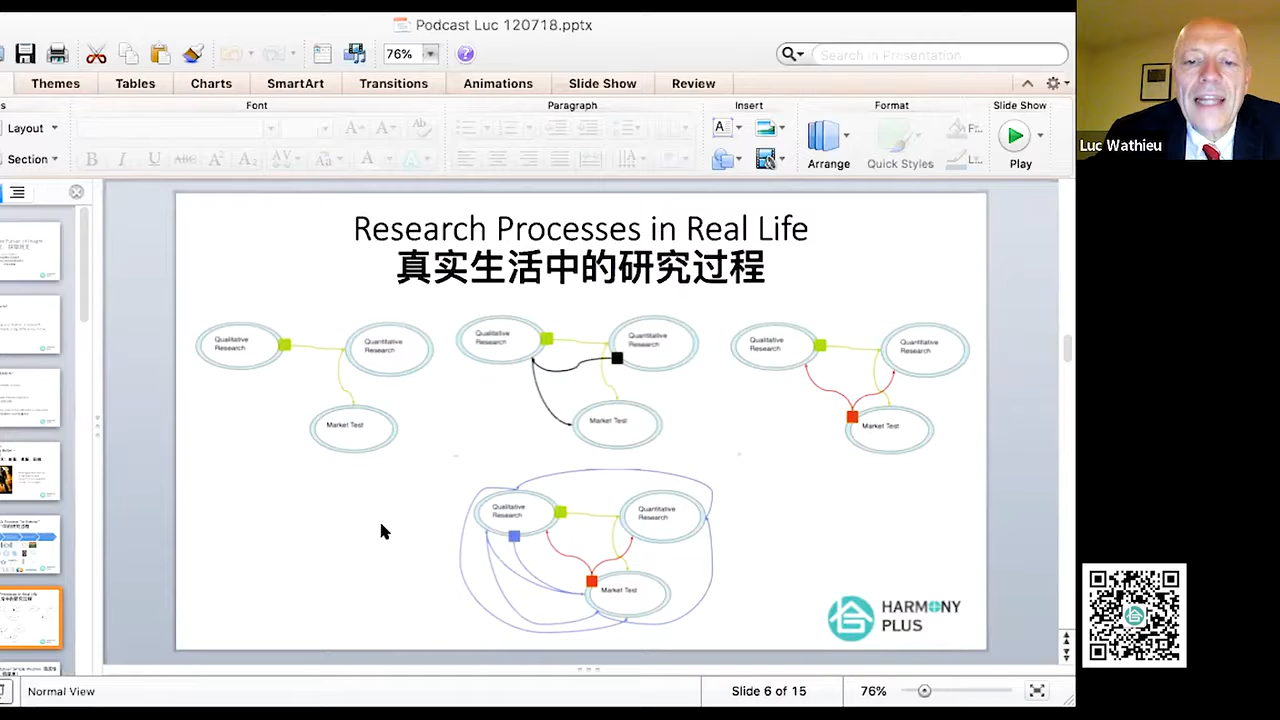 Podcast Luc 120718.pptx
76%
Search in Presentation
Themes
Tables
Charts
SmartArt
Transitions
Animations
Slide Show
Review
Font
Paragraph
Insert
Format
Slide Show
Layout
Section
Arrange
Quick Styles
Play
Luc Wathieu
Research Processes in Real Life
真实生活中的研究过程
Qualitative
Research
Quantitative
Research
Market Test
Qualitative
Research
Quantitative
Research
Market Test
Qualitative
Research
Quantitative
Research
Market Test
Qualitative
Research
Quantitative
Research
Market Test
HARMONY
PLUS
Normal View
Slide 6 of 15
76%